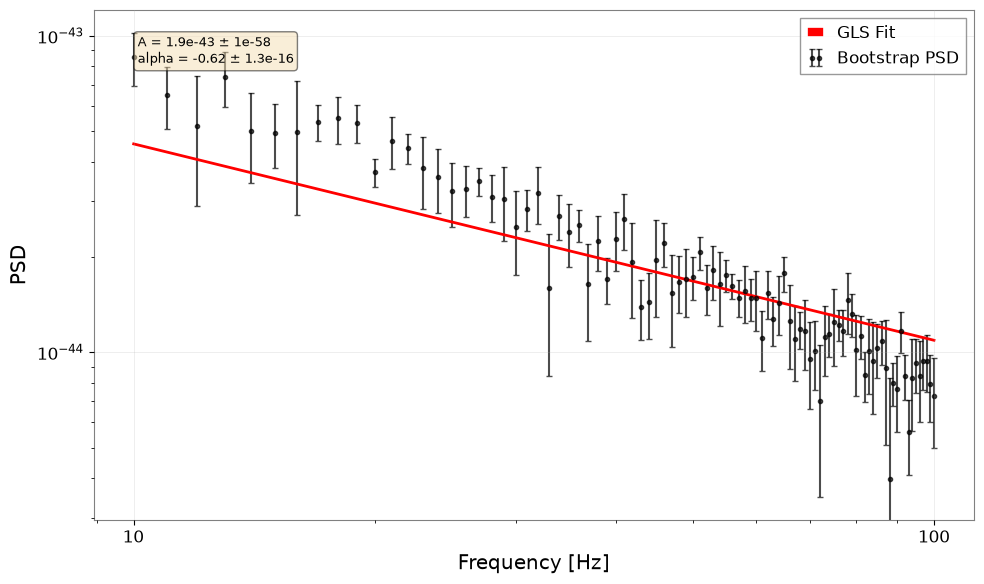 10⁻⁴³
A = 1.9e-43 ± 1e-58
alpha = -0.62 ± 1.3e-16
GLS Fit
Bootstrap PSD
PSD
10⁻⁴⁴
10
100
Frequency [Hz]